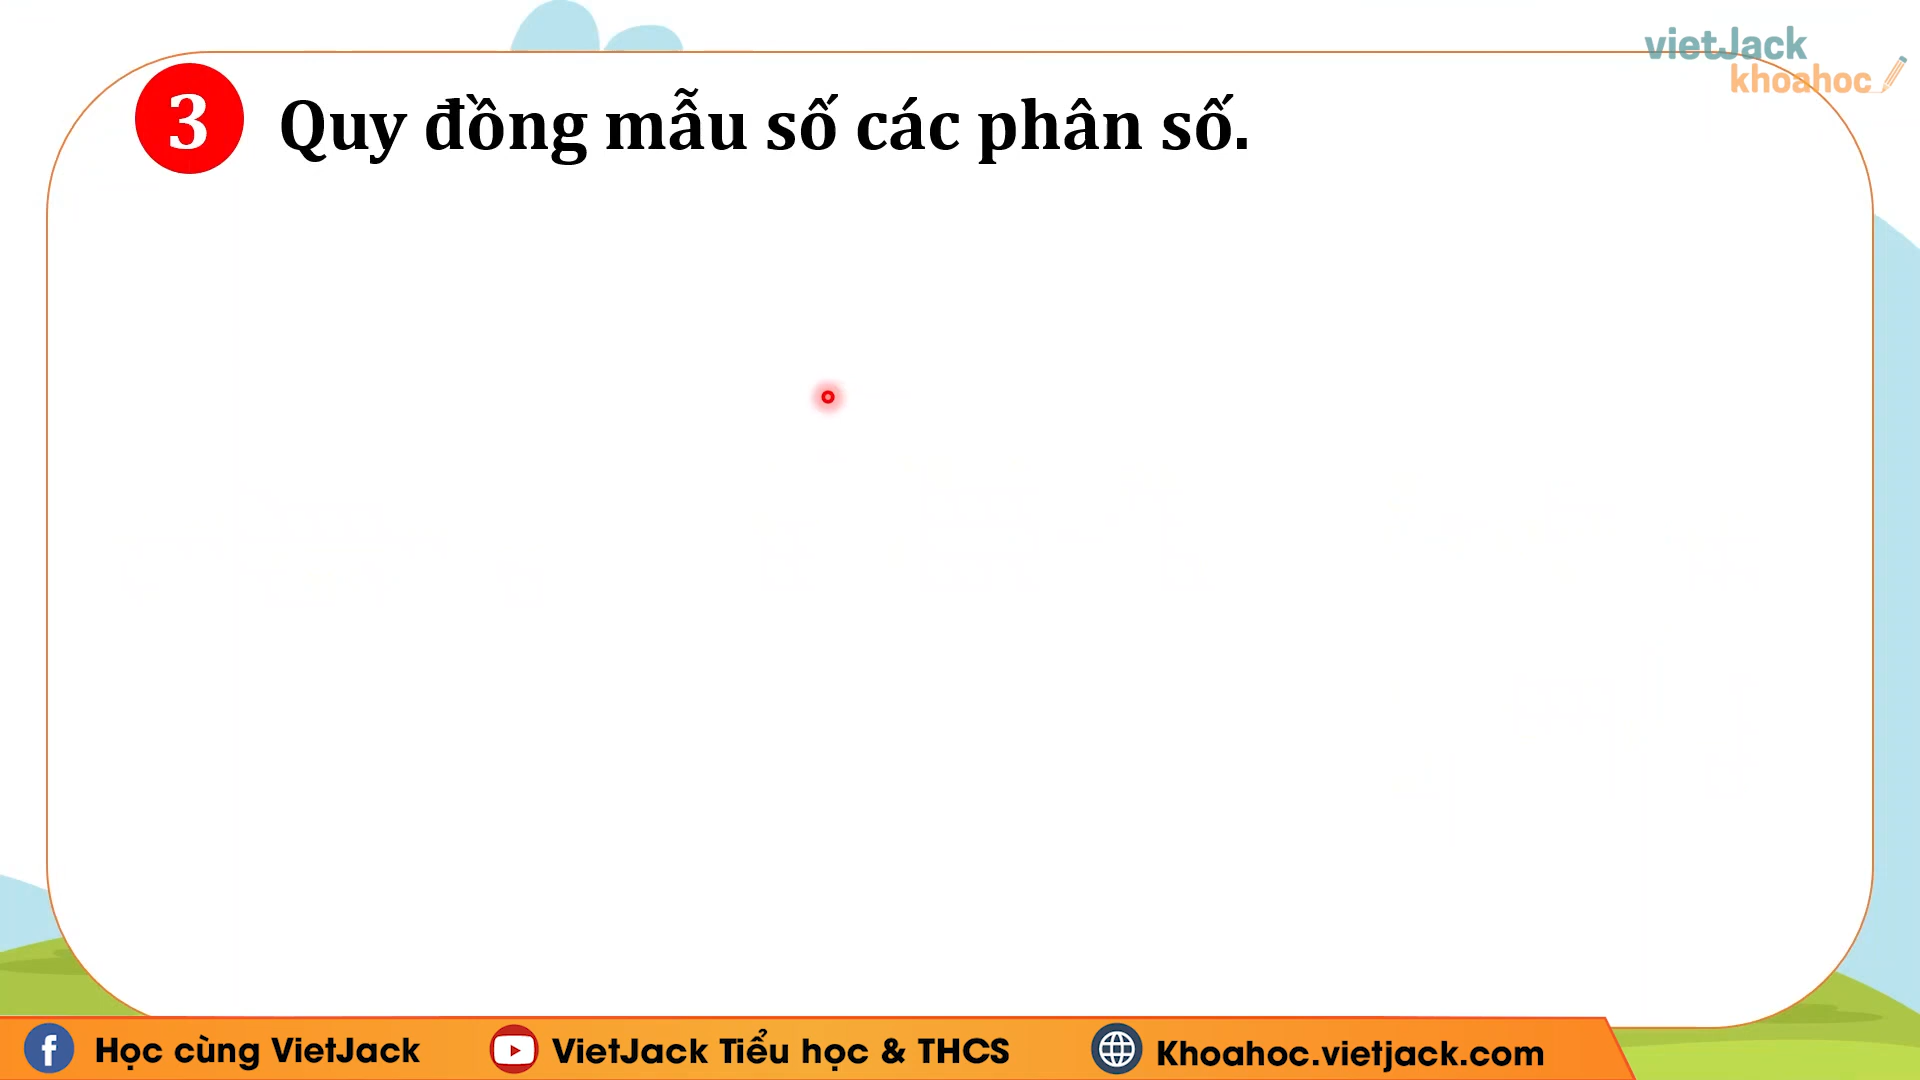 vietJack
khoahoc
3 Quy đồng mẫu số các phân số.
Học cùng VietJack
VietJack Tiểu học & THCS
Khoahoc.vietjack.com